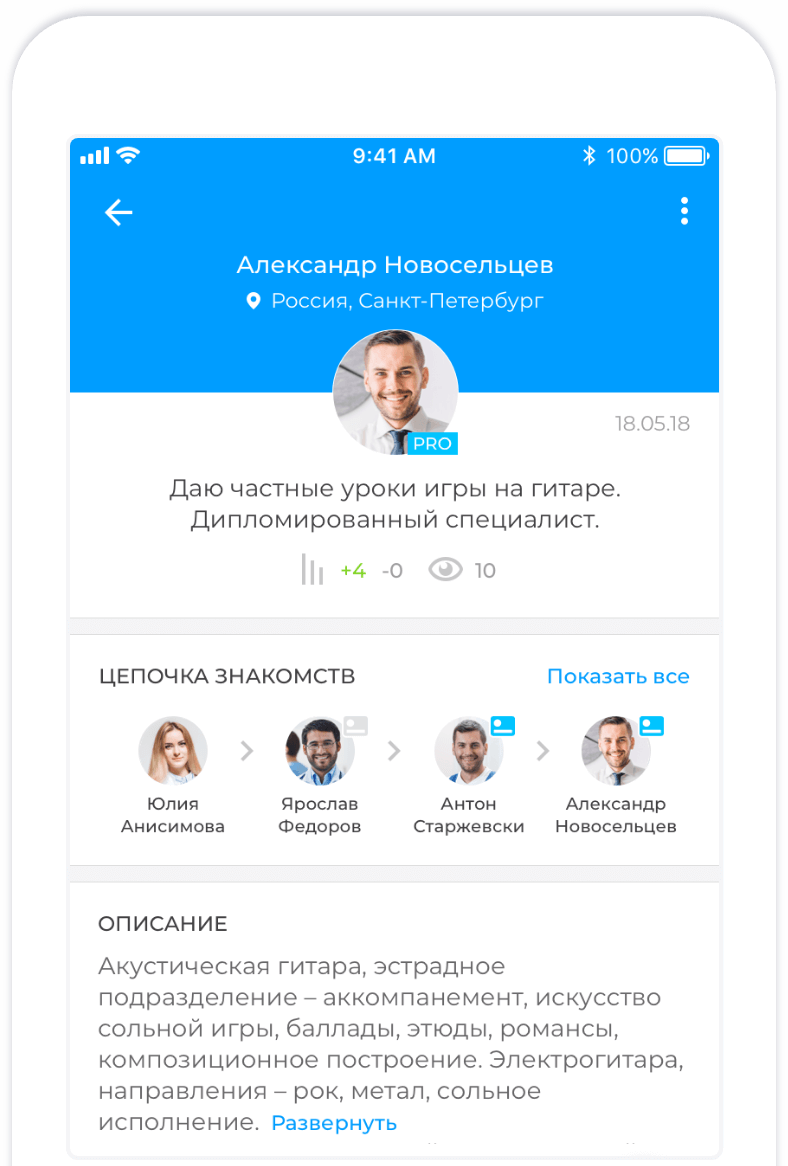 9:41 AM 100%
Александр Новосельцев
Россия, Санкт-Петербург
18.05.18
PRO
Даю частные уроки игры на гитаре.
Дипломированный специалист.
+4 -0 10
ЦЕПОЧКА ЗНАКОМСТВ Показать все
Юлия Анисимова
Ярослав Федоров
Антон Старжевски
Александр Новосельцев
ОПИСАНИЕ
Акустическая гитара, эстрадное
подразделение – аккомпанемент, искусство
сольной игры, баллады, этюды, романсы,
композиционное построение. Электрогитара,
направления – рок, метал, сольное
исполнение. Развернуть